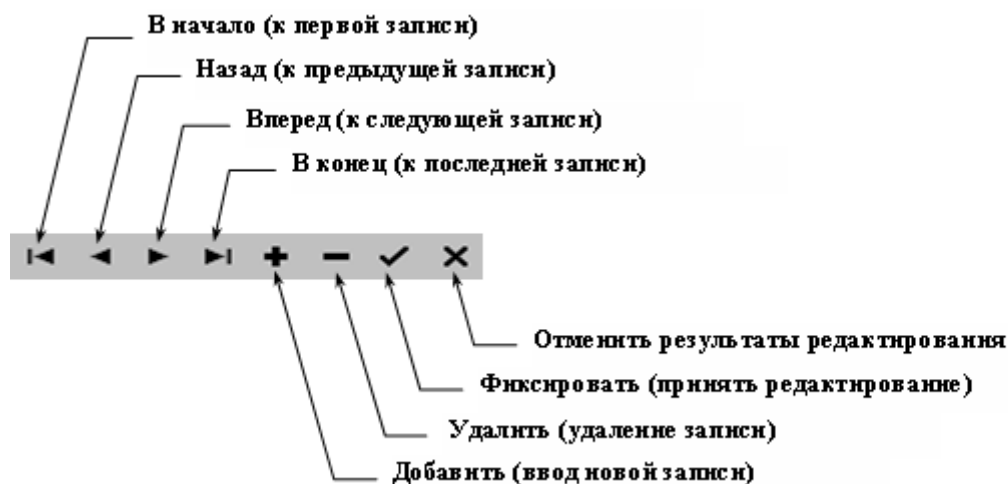 В начало (к первой записи)
Назад (к предыдущей записи)
Вперед (к следующей записи)
В конец (к последней записи)
Отменить результаты редактирования
Фиксировать (принять редактирование)
Удалить (удаление записи)
Добавить (ввод новой записи)